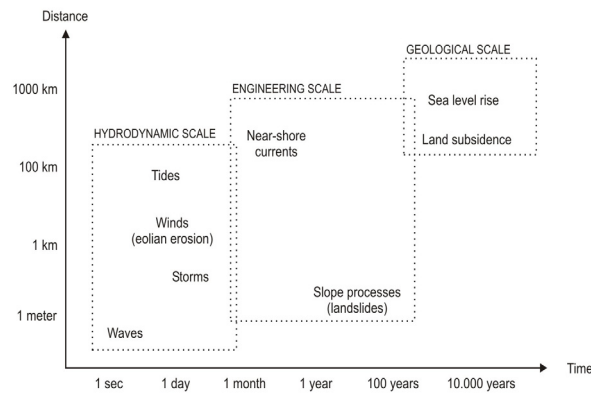 Distance
GEOLOGICAL SCALE
1000 km
ENGINEERING SCALE
Sea level rise
HYDRODYNAMIC SCALE
Near-shore
currents
Land subsidence
100 km
Tides
Winds
(eolian erosion)
1 km
Storms
Slope processes
(landslides)
1 meter
Waves
Time
1 sec
1 day
1 month
1 year
100 years
10.000 years